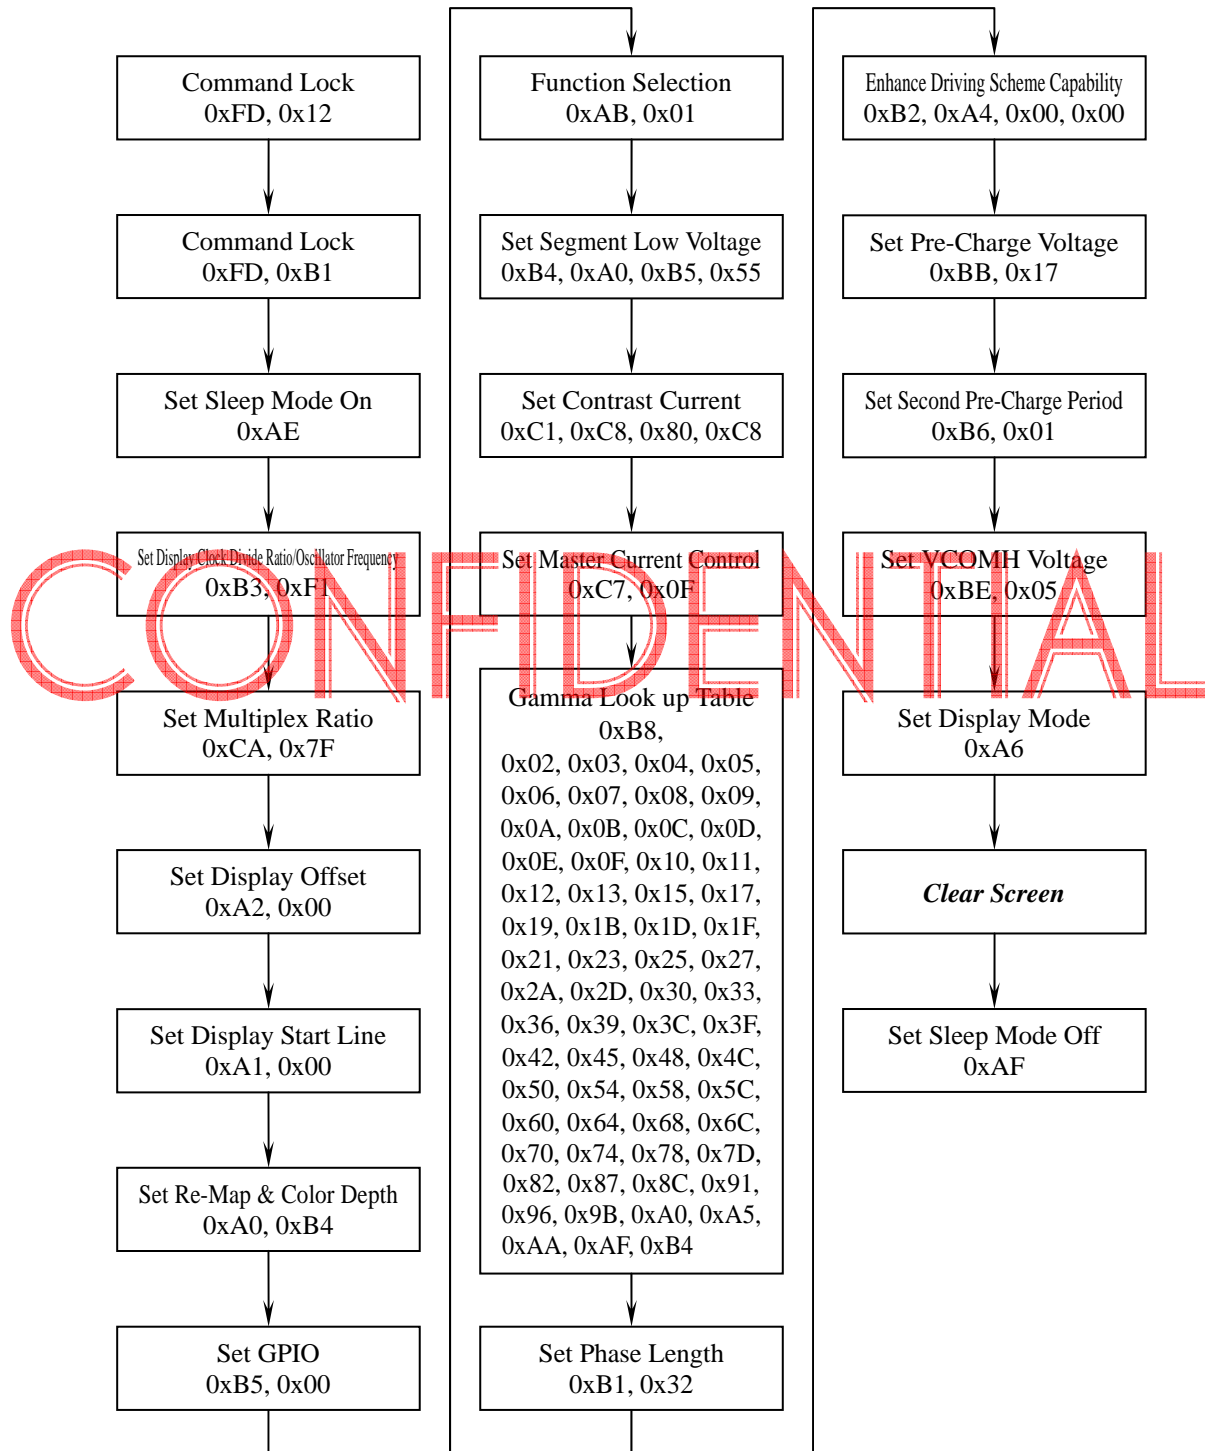 Command Lock
0xFD, 0x12
Command Lock
0xFD, 0xB1
Set Sleep Mode On
0xAE
Set Display Clock Divide Ratio/Oscillator Frequency
0xB3, 0xF1
Set Multiplex Ratio
0xCA, 0x7F
Set Display Offset
0xA2, 0x00
Set Display Start Line
0xA1, 0x00
Set Re-Map & Color Depth
0xA0, 0xB4
Set GPIO
0xB5, 0x00
Function Selection
0xAB, 0x01
Set Segment Low Voltage
0xB4, 0xA0, 0xB5, 0x55
Set Contrast Current
0xC1, 0xC8, 0x80, 0xC8
Set Master Current Control
0xC7, 0x0F
Gamma Look up Table
0xB8,
0x02, 0x03, 0x04, 0x05,
0x06, 0x07, 0x08, 0x09,
0x0A, 0x0B, 0x0C, 0x0D,
0x0E, 0x0F, 0x10, 0x11,
0x12, 0x13, 0x15, 0x17,
0x19, 0x1B, 0x1D, 0x1F,
0x21, 0x23, 0x25, 0x27,
0x2A, 0x2D, 0x30, 0x33,
0x36, 0x39, 0x3C, 0x3F,
0x42, 0x45, 0x48, 0x4C,
0x50, 0x54, 0x58, 0x5C,
0x60, 0x64, 0x68, 0x6C,
0x70, 0x74, 0x78, 0x7D,
0x82, 0x87, 0x8C, 0x91,
0x96, 0x9B, 0xA0, 0xA5,
0xAA, 0xAF, 0xB4
Set Phase Length
0xB1, 0x32
Enhance Driving Scheme Capability
0xB2, 0xA4, 0x00, 0x00
Set Pre-Charge Voltage
0xBB, 0x17
Set Second Pre-Charge Period
0xB6, 0x01
Set VCOMH Voltage
0xBE, 0x05
Set Display Mode
0xA6
Clear Screen
Set Sleep Mode Off
0xAF
CONFIDENTIAL